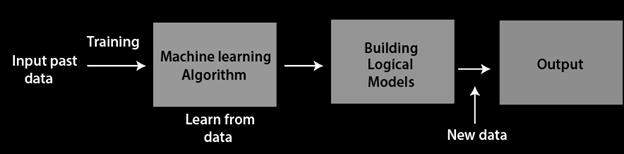 Training
Input past
data
Machine learning
Algorithm
Learn from
data
Building
Logical
Models
New data
Output